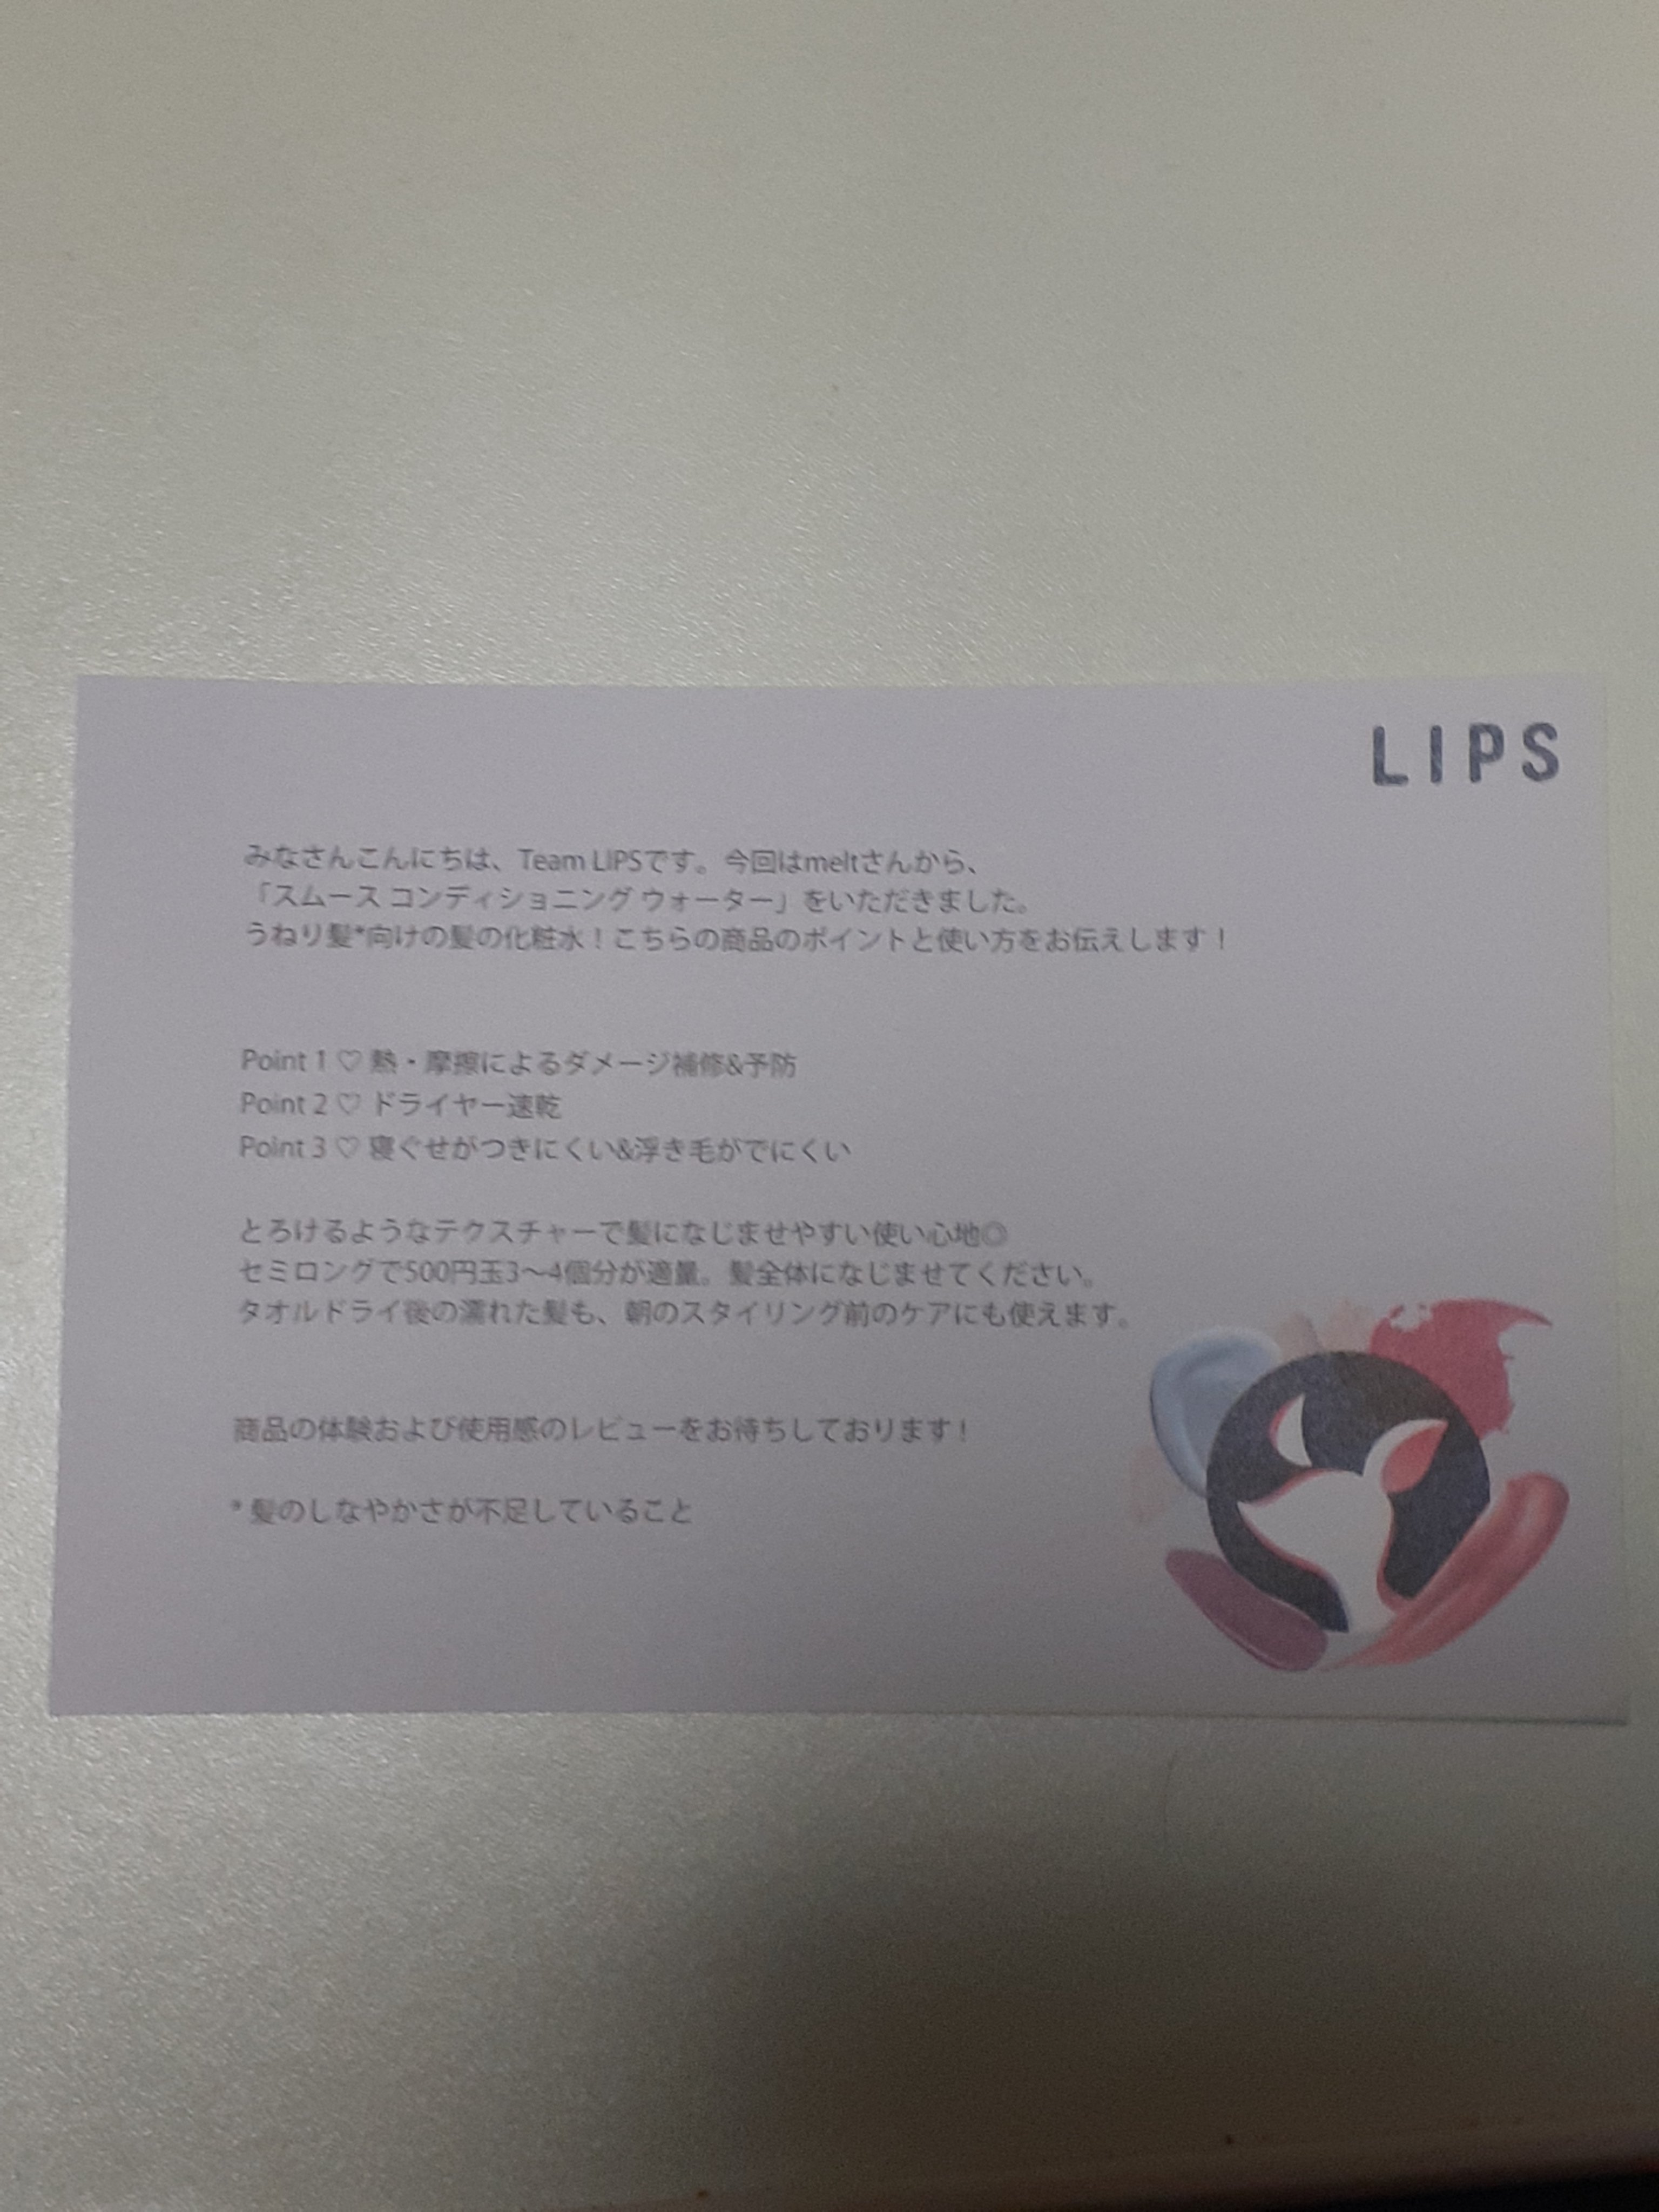 LIPS
みなさんこんにちは、Team LIPSです。今回はmeltさんから、
「スムース コンディショニング ウォーター」をいただきました。
うねり髪*向けの髪の化粧水！こちらの商品のポイントと使い方をお伝えします！
Point 1 ♡ 熱・摩擦によるダメージ補修&予防
Point 2 ♡ ドライヤー速乾
Point 3 ♡ 寝ぐせがつきにくい&浮き毛がでにくい
とろけるようなテクスチャーで髪になじませやすい使い心地◎
セミロングで500円玉3〜4個分が適量。髪全体になじませてください。
タオルドライ後の濡れた髪も、朝のスタイリング前のケアにも使えます。
商品の体験および使用感のレビューをお待ちしております！
* 髪のしなやかさが不足していること